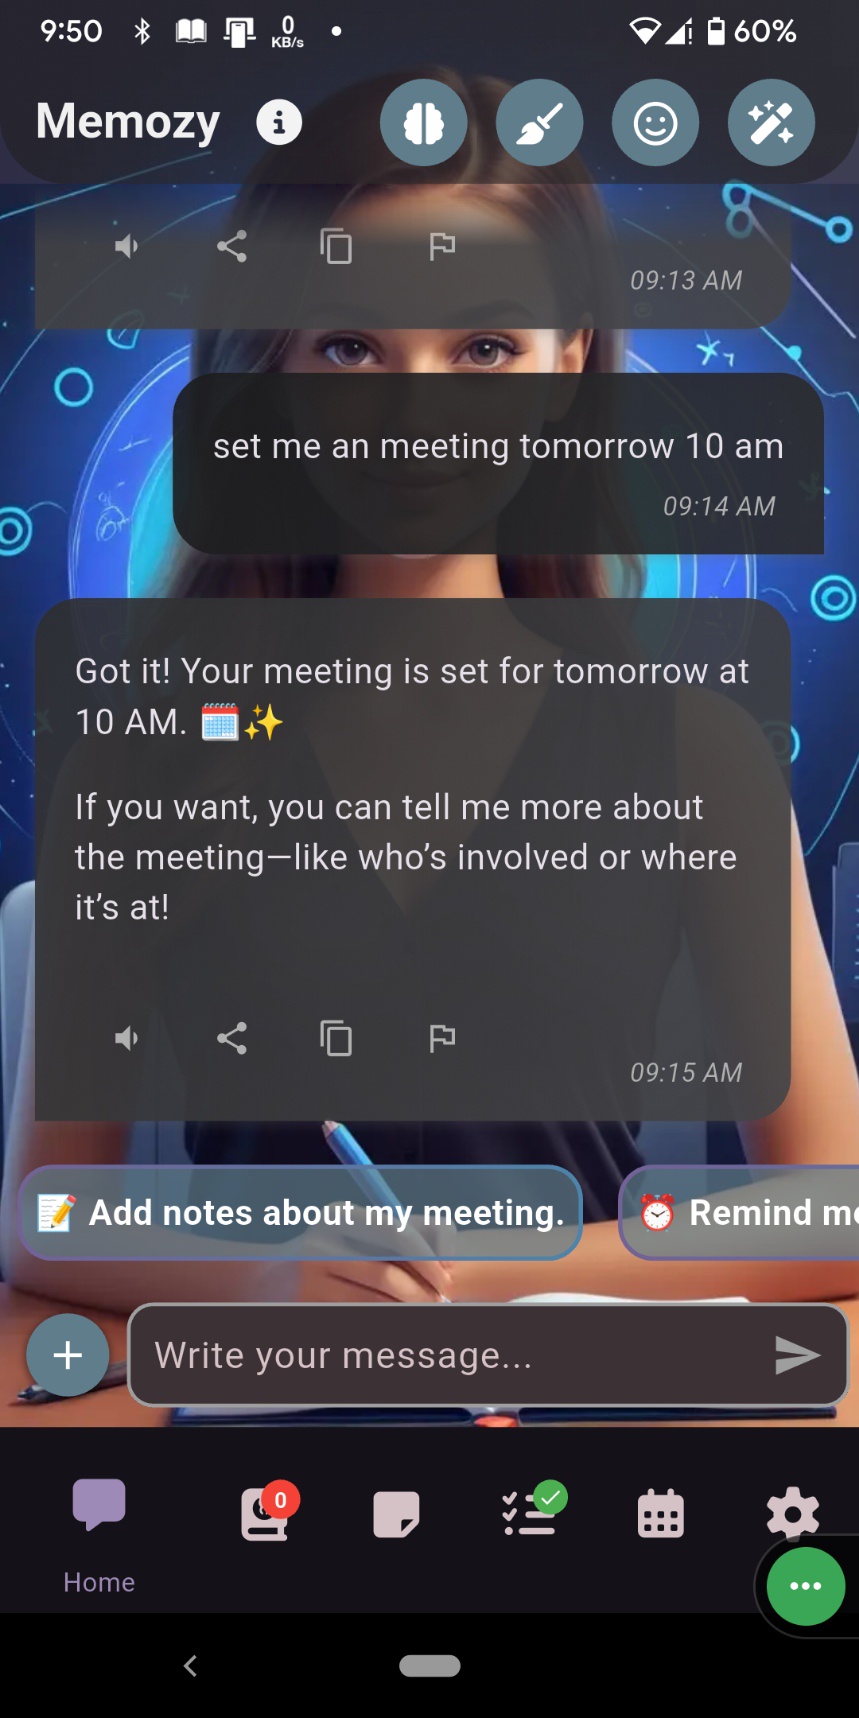 9:50
0
KB/s
60%
Memozy
09:13 AM
set me an meeting tomorrow 10 am
09:14 AM
Got it! Your meeting is set for tomorrow at
10 AM. 🗓️✨
If you want, you can tell me more about
the meeting—like who's involved or where
it's at!
09:15 AM
📝 Add notes about my meeting.
⏰ Remind me
Write your message...
0
Home